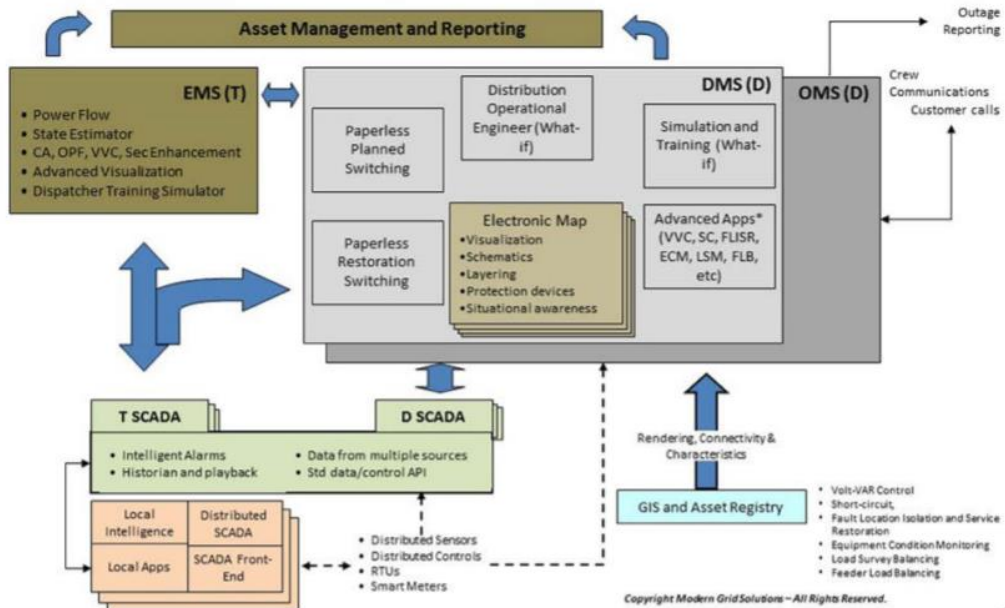 Asset Management and Reporting
Outage
Reporting
EMS (T)
• Power Flow
• State Estimator
• CA, OPF, VVC, Sec Enhancement
• Advanced Visualization
• Dispatcher Training Simulator
DMS (D)
OMS (D)
Crew
Communications
Customer calls
Paperless
Planned
Switching
Distribution
Operational
Engineer (What-
if)
Simulation and
Training (What-
if)
Paperless
Restoration
Switching
Electronic Map
•Visualization
•Schematics
•Layering
•Protection devices
•Situational awareness
Advanced Apps*
(VVC, SC, FLISR,
ECM, LSM, FLB,
etc)
T SCADA
D SCADA
• Intelligent Alarms
• Historian and playback
• Data from multiple sources
• Std data/control API
Local
Intelligence
Distributed
SCADA
Local Apps
SCADA Front-
End
• Distributed Sensors
• Distributed Controls
• RTUs
• Smart Meters
Rendering, Connectivity &
Characteristics
GIS and Asset Registry
• Volt-VAR Control
• Short-circuit,
• Fault Location Isolation and Service
Restoration
• Equipment Condition Monitoring
• Load Survey Balancing
• Feeder Load Balancing
Copyright Modern Grid Solutions – All Rights Reserved.